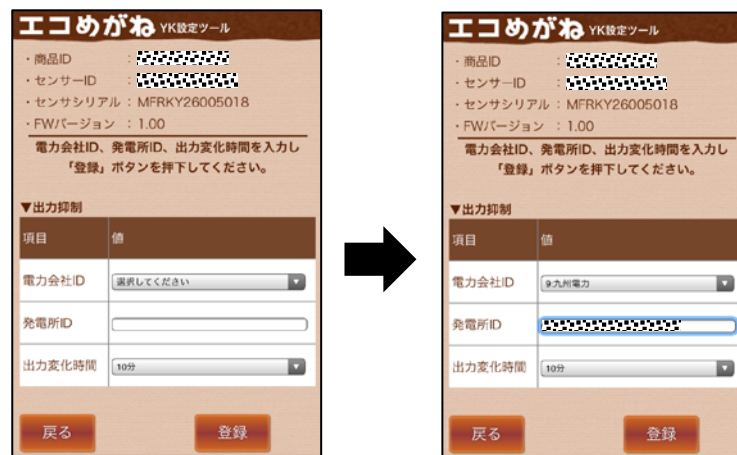 エコめがね YK設定ツール
・商品ID :
・センサーID :
・センサシリアル : MFRKY26005018
・FWバージョン : 1.00
電力会社ID、発電所ID、出力変化時間を入力し
「登録」ボタンを押下してください。
▼出力抑制
項目 値
電力会社ID 選択してください
発電所ID
出力変化時間 10分
戻る 登録
エコめがね YK設定ツール
・商品ID :
・センサーID :
・センサシリアル : MFRKY26005018
・FWバージョン : 1.00
電力会社ID、発電所ID、出力変化時間を入力し
「登録」ボタンを押下してください。
▼出力抑制
項目 値
電力会社ID 9:九州電力
発電所ID
出力変化時間 10分
戻る 登録